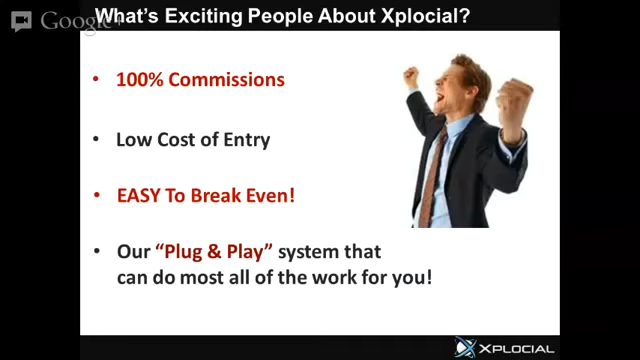 What's Exciting People About Xplocial?
Google+
• 100% Commissions
• Low Cost of Entry
• EASY To Break Even!
• Our “Plug & Play” system that
can do most all of the work for you!
XPLOCIAL